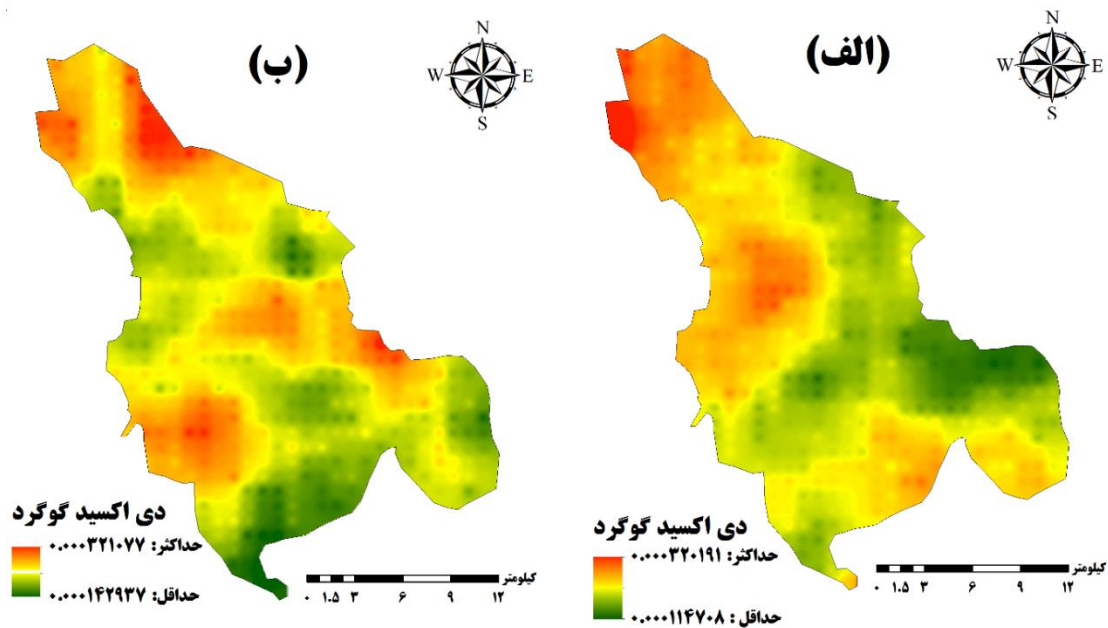 (الف)
N
W E
S
دی اکسید گوگرد
حداکثر: ۰.۰۰۰۳۲۰۱۹۱
حداقل : ۰.۰۰۰۱۱۴۷۰۸
کیلومتر
۰ ۱.۵ ۳ ۶ ۹ ۱۲
(ب)
N
W E
S
دی اکسید گوگرد
حداکثر: ۰.۰۰۰۳۲۱۰۷۷
حداقل: ۰.۰۰۰۱۴۲۹۳۷
کیلومتر
۰ ۱.۵ ۳ ۶ ۹ ۱۲